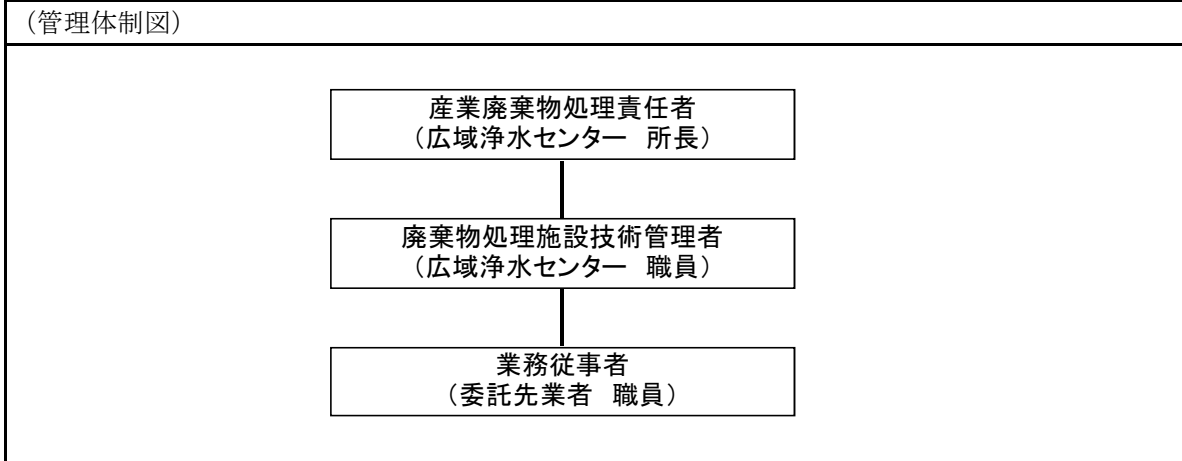 （管理体制図）
産業廃棄物処理責任者
（広域浄水センター　所長）
廃棄物処理施設技術管理者
（広域浄水センター　職員）
業務従事者
（委託先業者　職員）